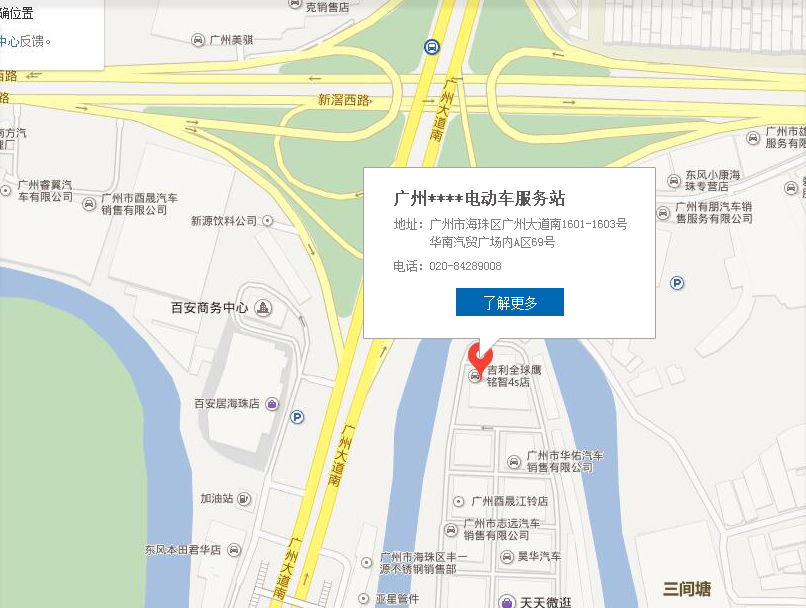 确位置
中心反馈。
克销售店
广州美骐
西路
路
新滘西路
广州大道南
南方汽
广州市雄
服务有限
东风小康海
珠专营店
广州睿翼汽
车有限公司
广州市酉晟汽车
销售有限公司
新源饮料公司
广州有朋汽车销
售服务有限公司
广州****电动车服务站
地址：广州市海珠区广州大道南1601-1603号
华南汽贸广场内A区69号
电话：020-84289008
了解更多
P
百安商务中心
吉利全球鹰
铭智4s店
百安居海珠店
P
广州大道南
广州市华佑汽车
销售有限公司
加油站
广州酉晟江铃店
广州市志远汽车
销售有限公司
东风本田君华店
广州大道南
广州市海珠区丰一
源不锈钢销售部
昊华汽车
三间塘
亚星管件
天天微逛